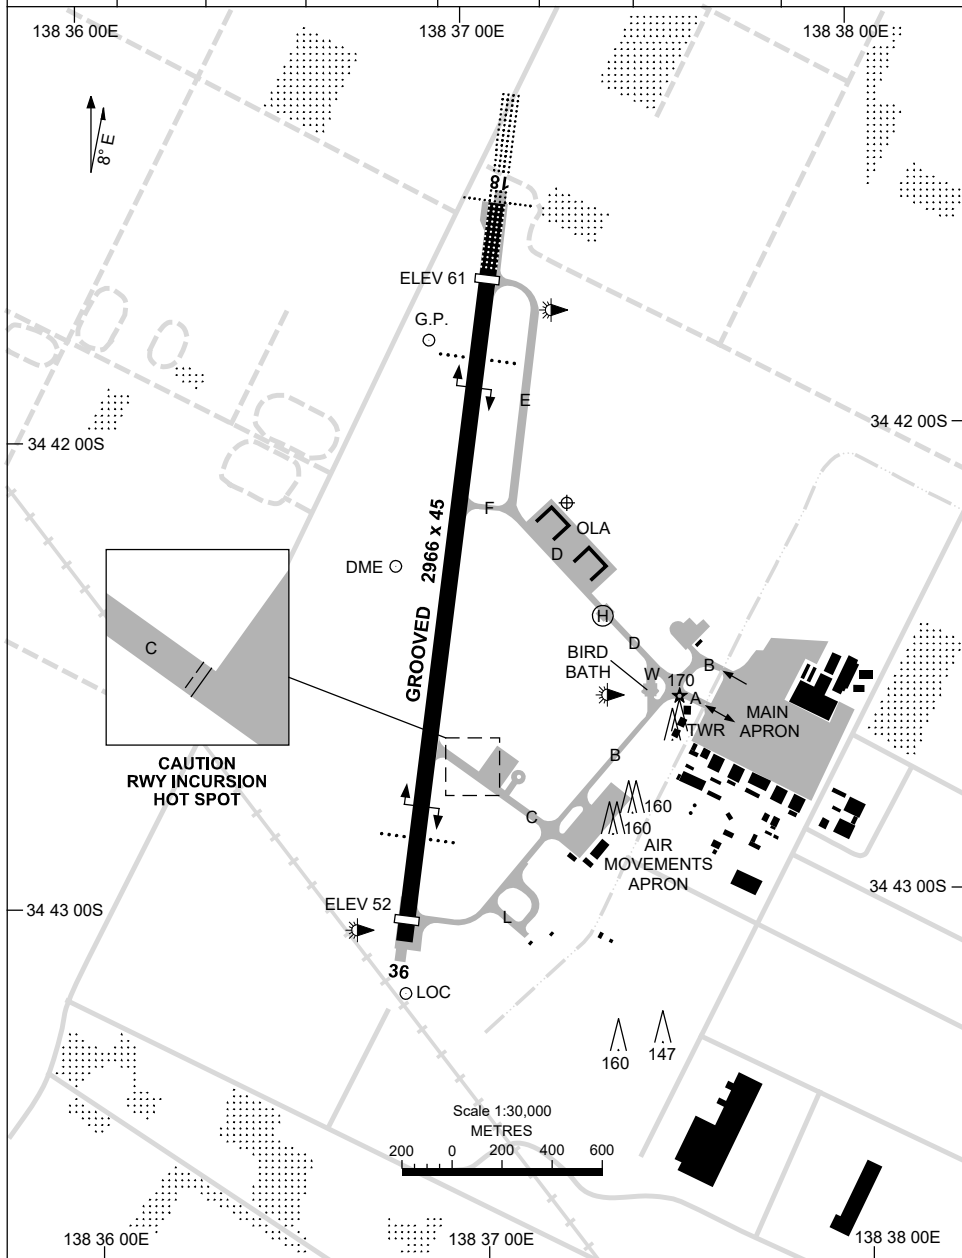 138 36 00E
138 37 00E
138 38 00E
8° E
18
ELEV 61
G.P.
E
34 42 00S
34 42 00S
F
OLA
D
GROOVED 2966 x 45
DME
H
D
C
BIRD
BATH
W
170
B
A
TWR
MAIN
APRON
B
CAUTION
RWY INCURSION
HOT SPOT
C
160
160
AIR
MOVEMENTS
APRON
34 43 00S
34 43 00S
ELEV 52
L
36
LOC
160
147
Scale 1:30,000
METRES
200 0 200 400 600
138 36 00E
138 37 00E
138 38 00E